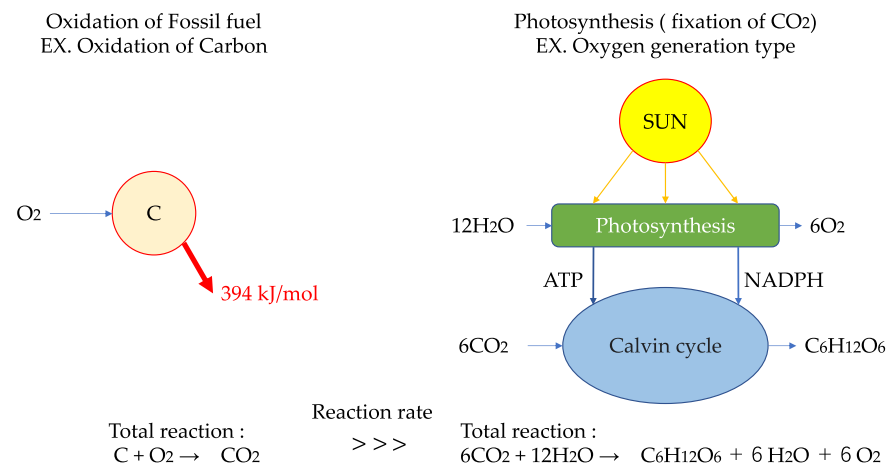 Oxidation of Fossil fuel
EX. Oxidation of Carbon
O2
C
394 kJ/mol
Total reaction :
C + O2 → CO2
Reaction rate
> > >
Photosynthesis ( fixation of CO2)
EX. Oxygen generation type
SUN
12H2O
Photosynthesis
6O2
ATP
NADPH
6CO2
Calvin cycle
C6H12O6
Total reaction :
6CO2 + 12H2O → C6H12O6 + 6 H2O + 6 O2